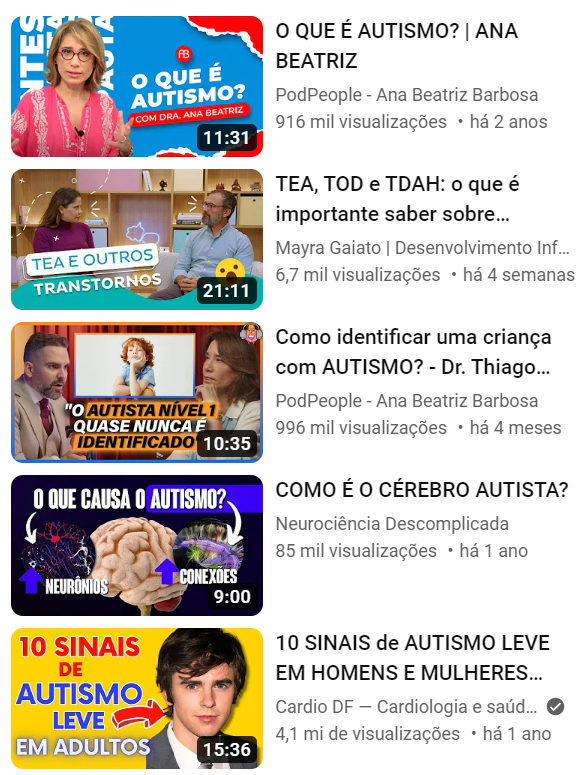 NTES
TEA
AUTA
AB
O QUE É
AUTISMO?
COM DRA. ANA BEATRIZ
11:31
O QUE É AUTISMO? | ANA
BEATRIZ
PodPeople - Ana Beatriz Barbosa
916 mil visualizações • há 2 anos
TEA E OUTROS
TRANSTORNOS
21:11
TEA, TOD e TDAH: o que é
importante saber sobre…
Mayra Gaiato | Desenvolvimento Inf…
6,7 mil visualizações • há 4 semanas
"O AUTISTA NÍVEL 1
QUASE NUNCA É
IDENTIFICADO"
10:35
Como identificar uma criança
com AUTISMO? - Dr. Thiago…
PodPeople - Ana Beatriz Barbosa
996 mil visualizações • há 4 meses
O QUE CAUSA O AUTISMO?
NEURÔNIOS
CONEXÕES
9:00
COMO É O CÉREBRO AUTISTA?
Neurociência Descomplicada
85 mil visualizações • há 1 ano
10 SINAIS
DE
AUTISMO
LEVE
EM ADULTOS
15:36
10 SINAIS de AUTISMO LEVE
EM HOMENS E MULHERES…
Cardio DF — Cardiologia e saúd…
4,1 mi de visualizações • há 1 ano